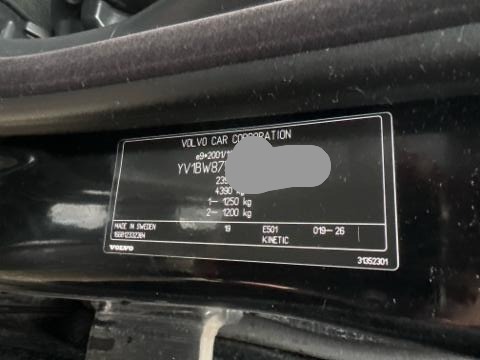 VOLVO CAR CORPORATION
e9*2001/1
YV1BW87
235
4390 kg
1– 1250 kg
2– 1200 kg
MADE IN SWEDEN 19 E501 019–26
KINETIC
VOLVO
31352301